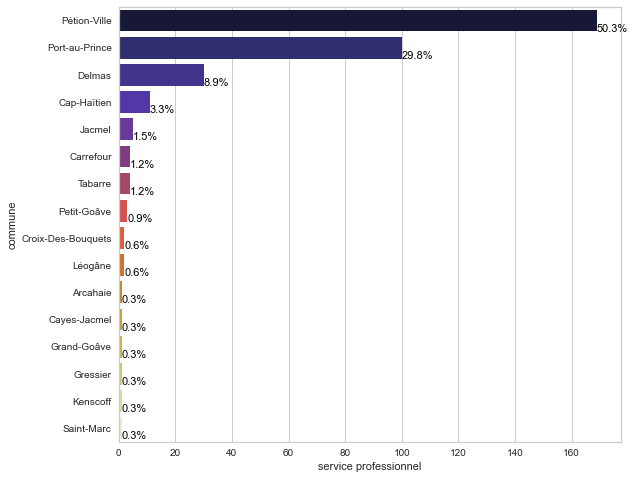 Pétion-Ville
50.3%
Port-au-Prince
29.8%
Delmas
8.9%
Cap-Haïtien
3.3%
Jacmel
1.5%
Carrefour
1.2%
Tabarre
1.2%
Petit-Goâve
0.9%
Croix-Des-Bouquets
0.6%
Léogâne
0.6%
Arcahaie
0.3%
Cayes-Jacmel
0.3%
Grand-Goâve
0.3%
Gressier
0.3%
Kenscoff
0.3%
Saint-Marc
0.3%
commune
0 20 40 60 80 100 120 140 160
service professionnel